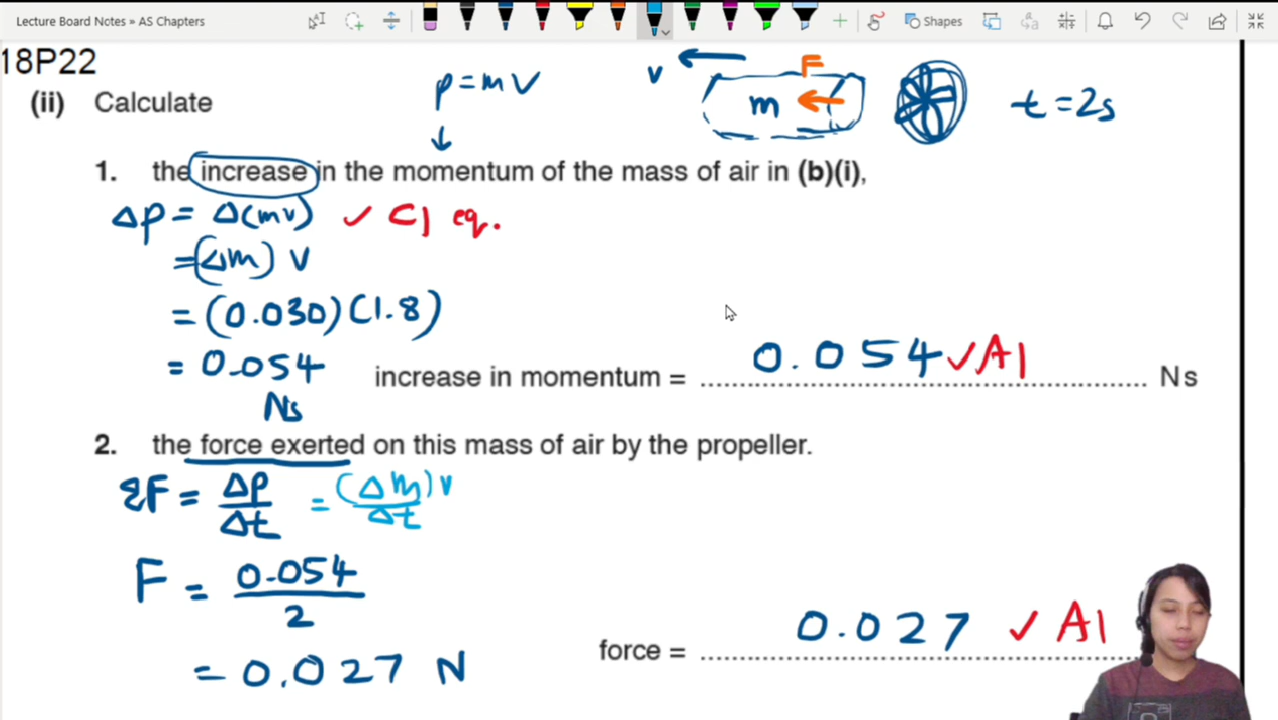 Lecture Board Notes » AS Chapters
Shapes
18P22
(ii) Calculate
p = mv
v
m
F
t = 2s
↓
1. the increase in the momentum of the mass of air in (b)(i),
Δp = Δ(mv) ✓ C1 eq.
= (Δm) v
= (0.030)(1.8)
= 0.054
Ns
increase in momentum = ........ 0.054 ✓ A1 ........ N s
2. the force exerted on this mass of air by the propeller.
ΣF = Δp/Δt = (Δm)v/Δt
F = 0.054/2
= 0.027 N
force = ........ 0.027 ✓ A1